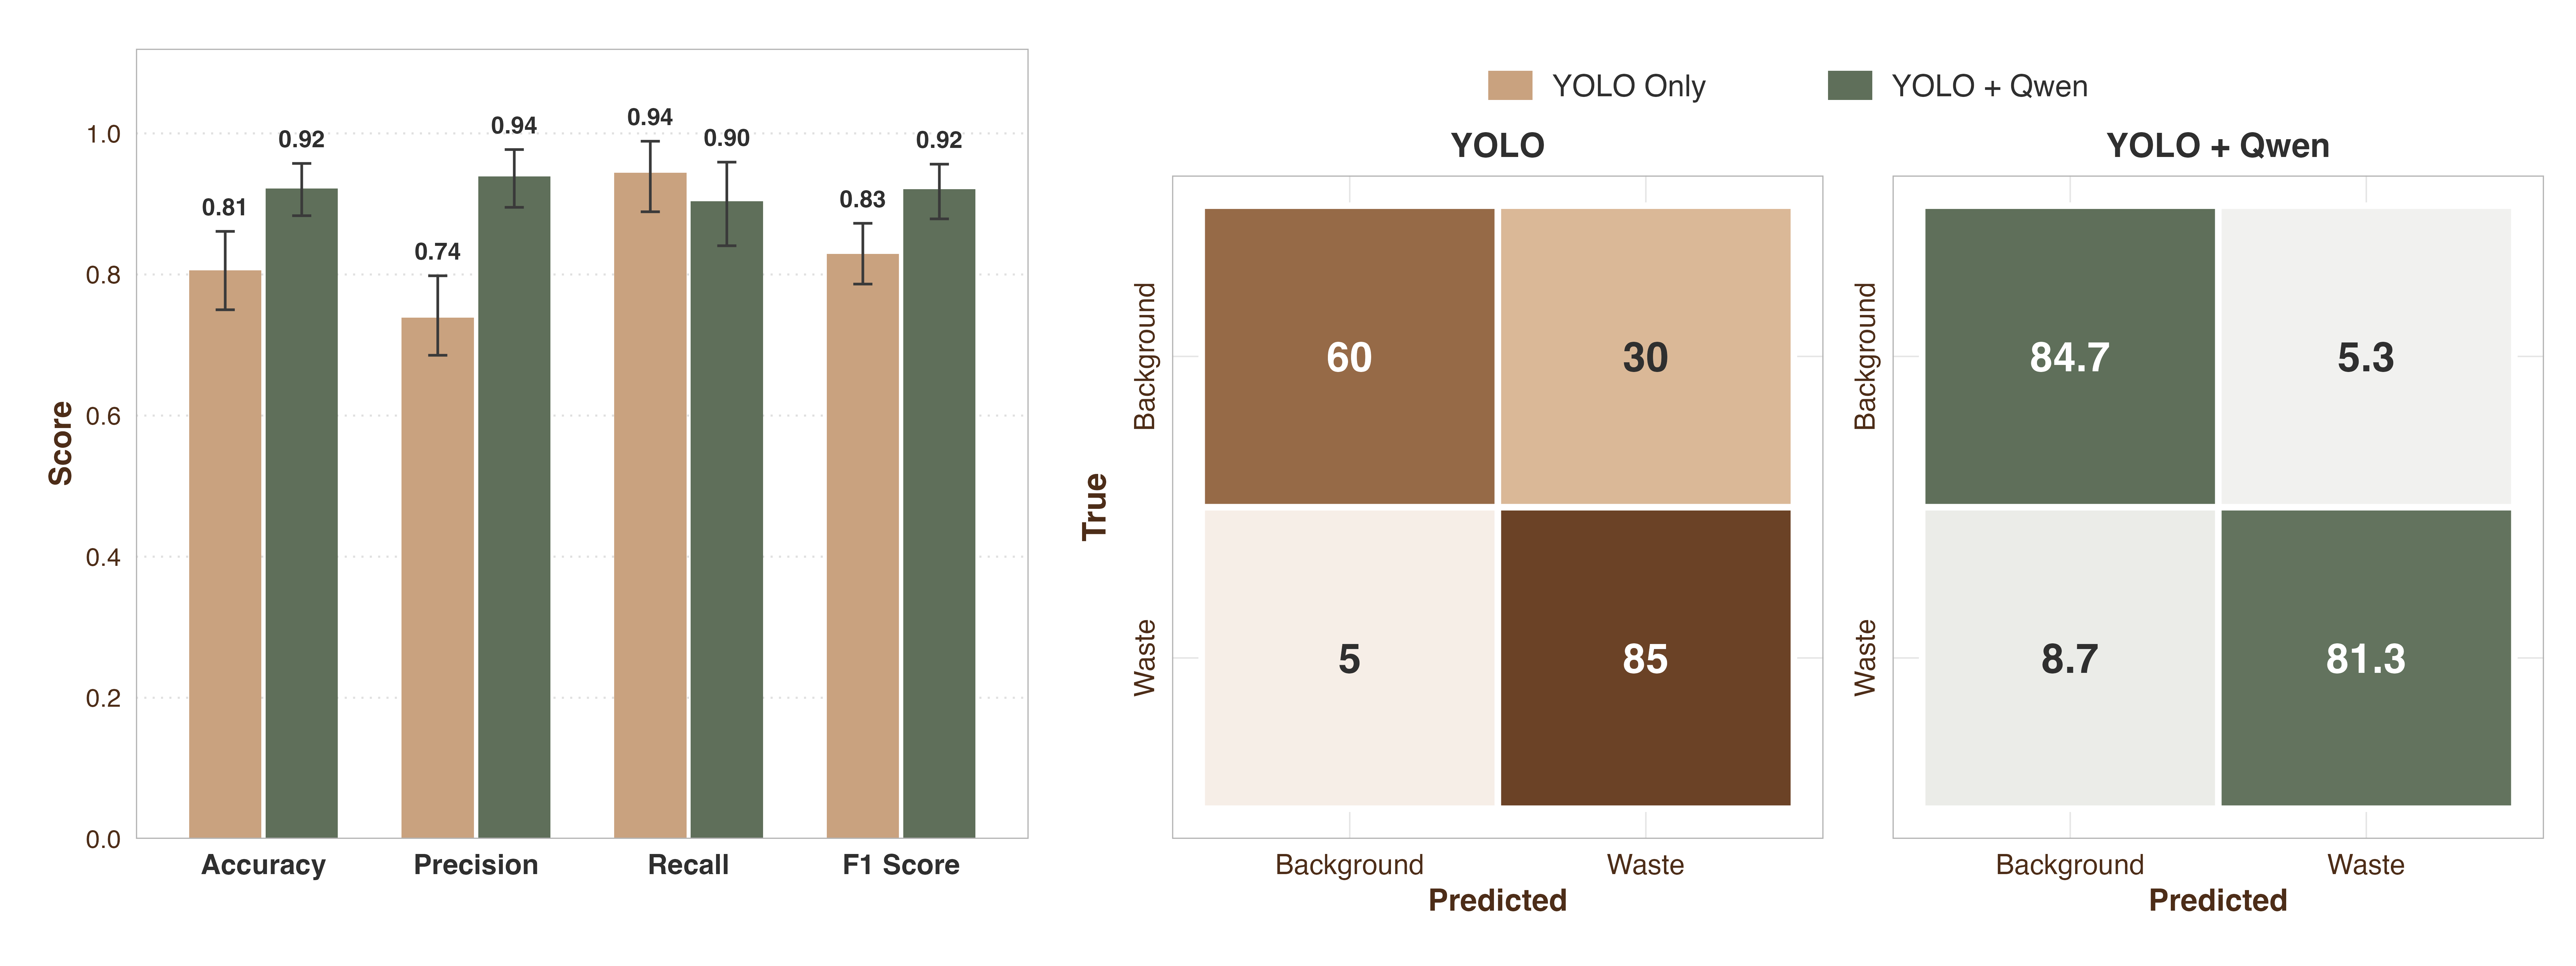 Score
1.0
0.8
0.6
0.4
0.2
0.0
0.81
0.92
0.74
0.94
0.94
0.90
0.83
0.92
Accuracy
Precision
Recall
F1 Score
YOLO Only
YOLO + Qwen
YOLO
True
Background
Waste
60
30
5
85
Background
Waste
Predicted
YOLO + Qwen
Background
Waste
84.7
5.3
8.7
81.3
Background
Waste
Predicted